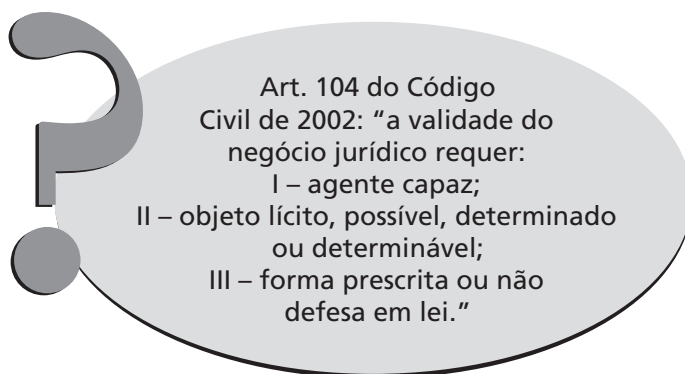 Art. 104 do Código
Civil de 2002: “a validade do
negócio jurídico requer:
I – agente capaz;
II – objeto lícito, possível, determinado
ou determinável;
III – forma prescrita ou não
defesa em lei.”